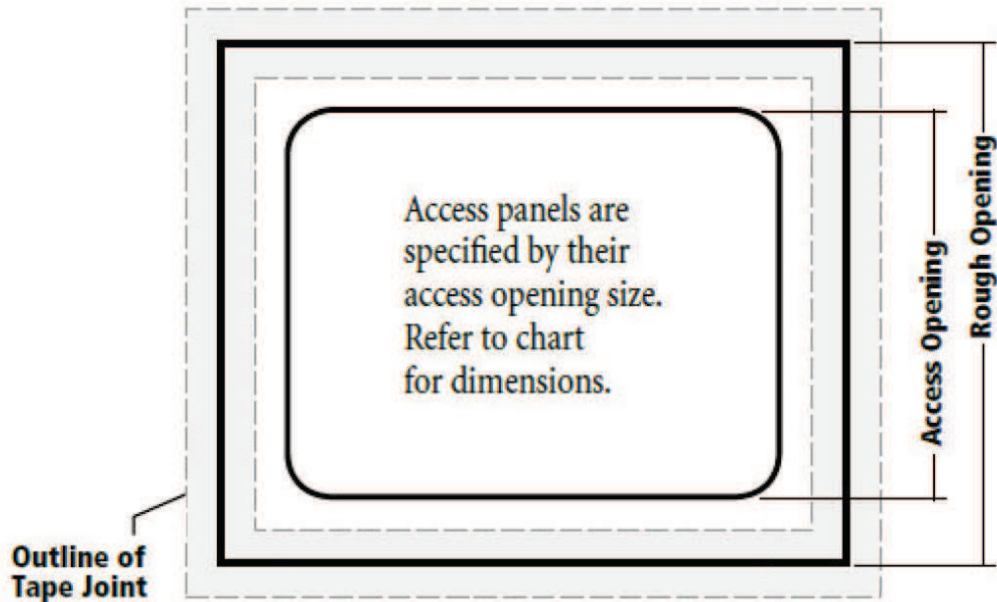 Access panels are
specified by their
access opening size.
Refer to chart
for dimensions.
Access Opening
Rough Opening
Outline of
Tape Joint